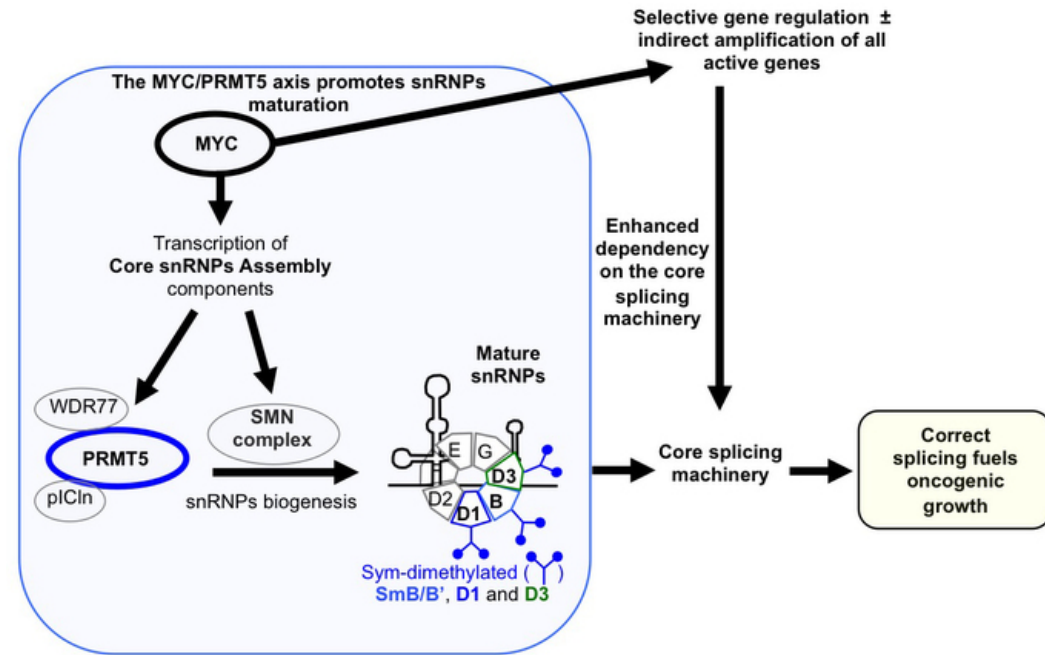 Selective gene regulation ±
indirect amplification of all
active genes
The MYC/PRMT5 axis promotes snRNPs
maturation
MYC
Transcription of
Core snRNPs Assembly
components
Enhanced
dependency
on the core
splicing
machinery
WDR77
PRMT5
pICln
SMN
complex
snRNPs biogenesis
Mature
snRNPs
E
G
D3
D2
D1
B
Sym-dimethylated ( )
SmB/B’, D1 and D3
Core splicing
machinery
Correct
splicing fuels
oncogenic
growth